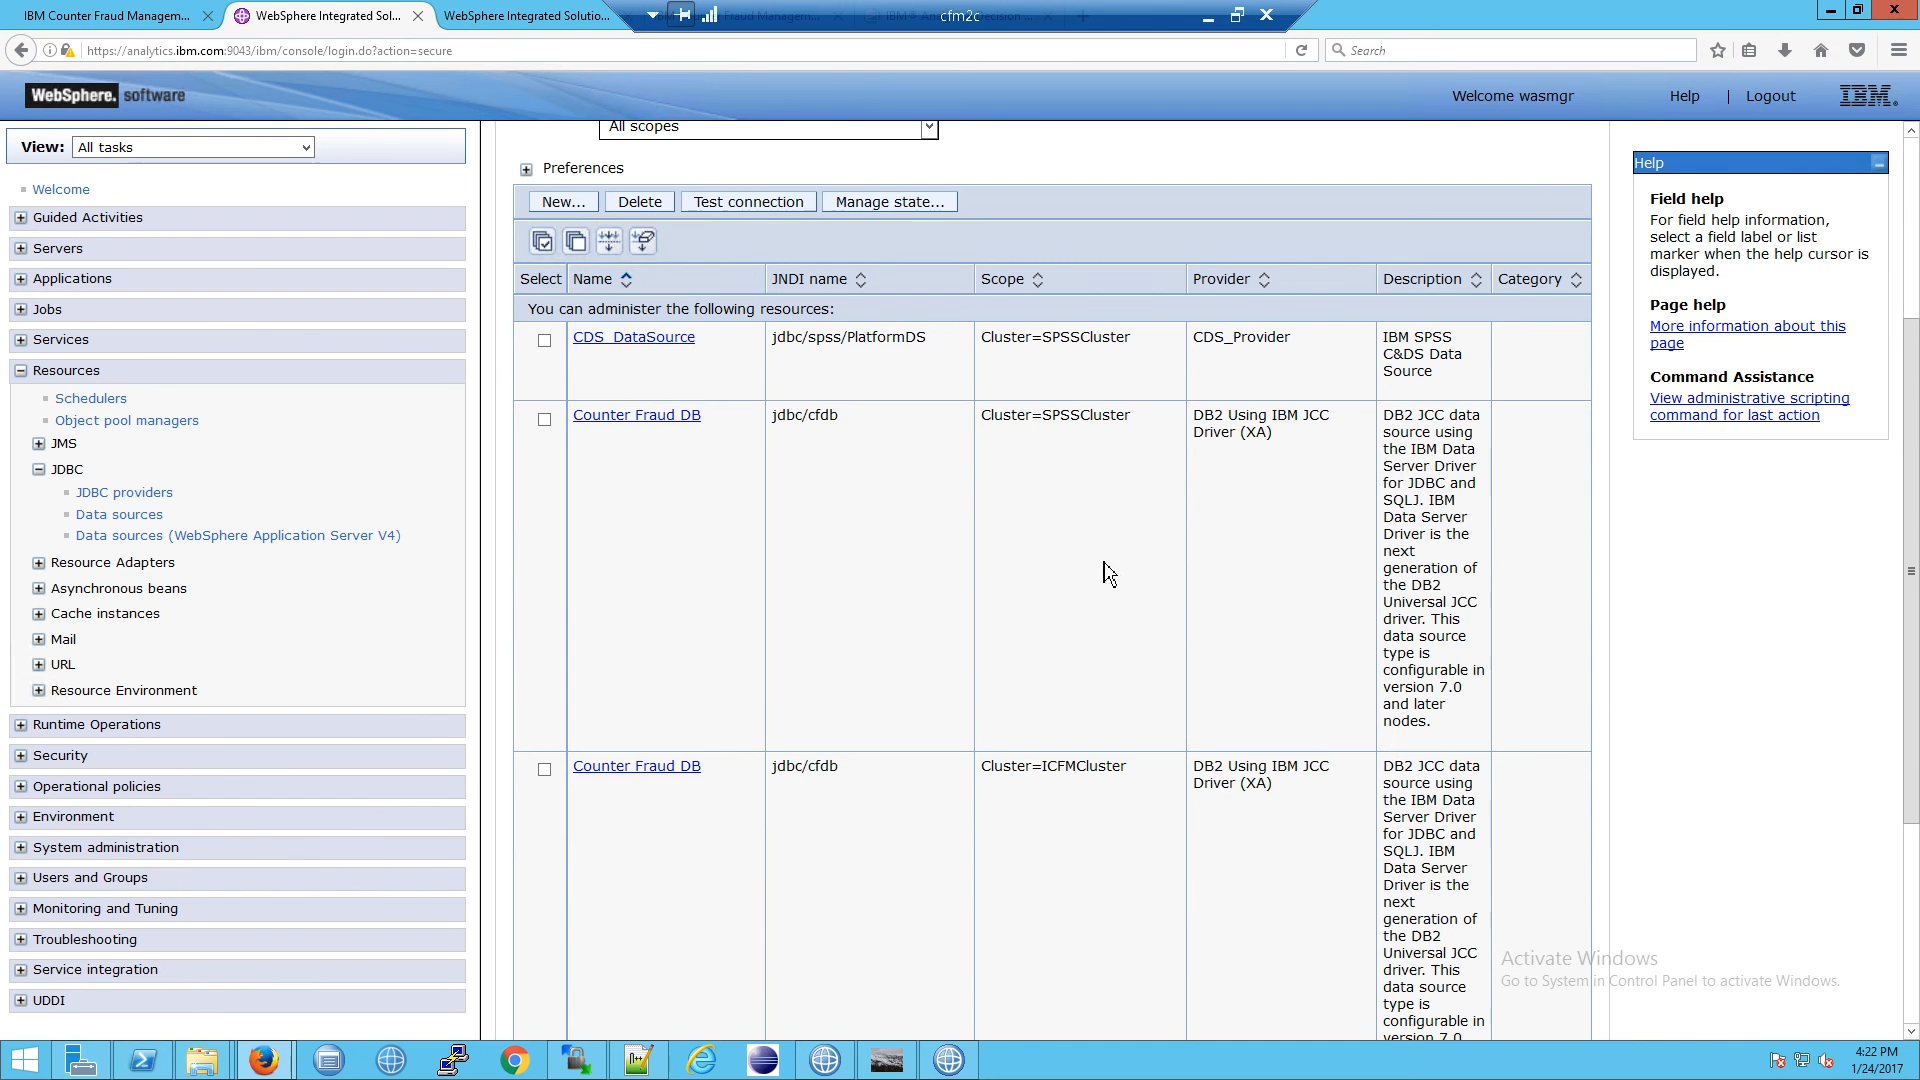 IBM Counter Fraud Managem...
WebSphere Integrated Sol...
WebSphere Integrated Solutio...
cfm2c
https://analytics.ibm.com:9043/ibm/console/login.do?action=secure
Search
WebSphere. software
Welcome wasmgr
Help | Logout
IBM
View: All tasks
Welcome
Guided Activities
Servers
Applications
Jobs
Services
Resources
Schedulers
Object pool managers
JMS
JDBC
JDBC providers
Data sources
Data sources (WebSphere Application Server V4)
Resource Adapters
Asynchronous beans
Cache instances
Mail
URL
Resource Environment
Runtime Operations
Security
Operational policies
Environment
System administration
Users and Groups
Monitoring and Tuning
Troubleshooting
Service integration
UDDI
All scopes
Preferences
New... Delete Test connection Manage state...
Select Name JNDI name Scope Provider Description Category
You can administer the following resources:
CDS_DataSource
jdbc/spss/PlatformDS
Cluster=SPSSCluster
CDS_Provider
IBM SPSS
C&DS Data
Source
Counter Fraud DB
jdbc/cfdb
Cluster=SPSSCluster
DB2 Using IBM JCC
Driver (XA)
DB2 JCC data
source using
the IBM Data
Server Driver
for JDBC and
SQLJ. IBM
Data Server
Driver is the
next
generation of
the DB2
Universal JCC
driver. This
data source
type is
configurable in
version 7.0
and later
nodes.
Counter Fraud DB
jdbc/cfdb
Cluster=ICFMCluster
DB2 Using IBM JCC
Driver (XA)
DB2 JCC data
source using
the IBM Data
Server Driver
for JDBC and
SQLJ. IBM
Data Server
Driver is the
next
generation of
the DB2
Universal JCC
driver. This
data source
type is
configurable in
version 7.0
Help
Field help
For field help information,
select a field label or list
marker when the help cursor is
displayed.
Page help
More information about this
page
Command Assistance
View administrative scripting
command for last action
Activate Windows
Go to System in Control Panel to activate Windows.
4:22 PM
1/24/2017